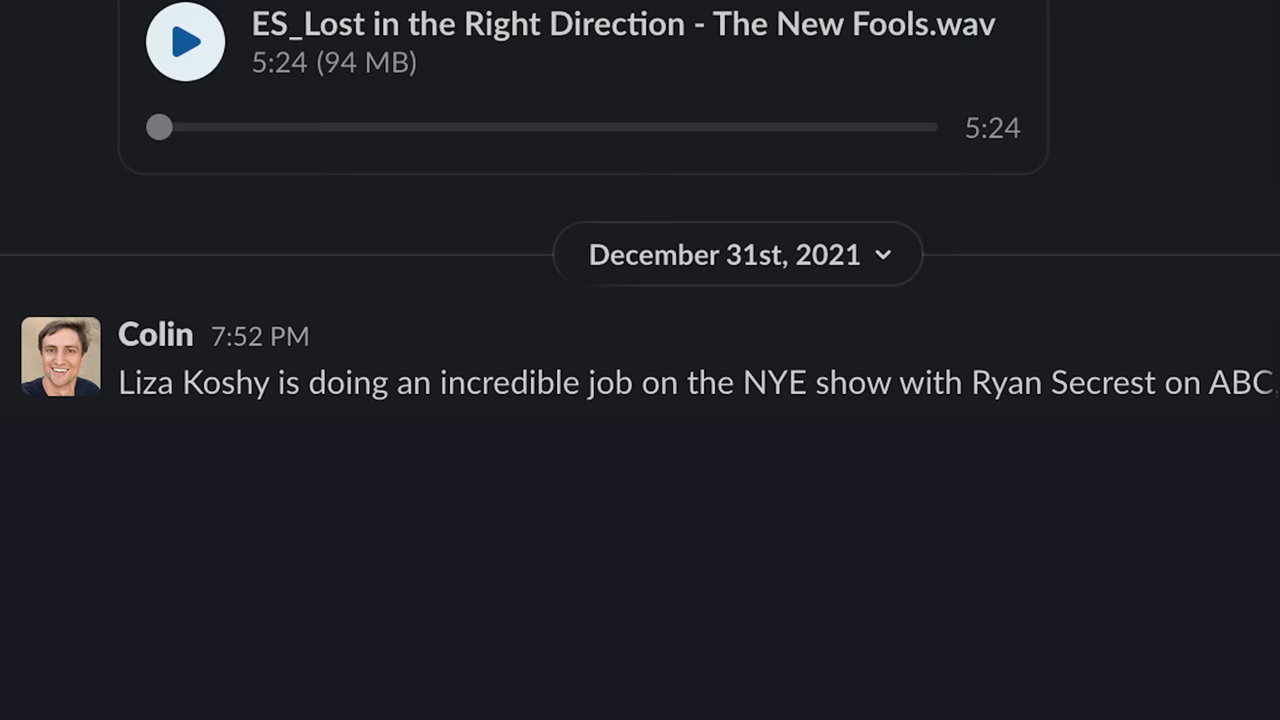 ES_Lost in the Right Direction - The New Fools.wav
5:24 (94 MB)
5:24
December 31st, 2021
Colin 7:52 PM
Liza Koshy is doing an incredible job on the NYE show with Ryan Secrest on ABC